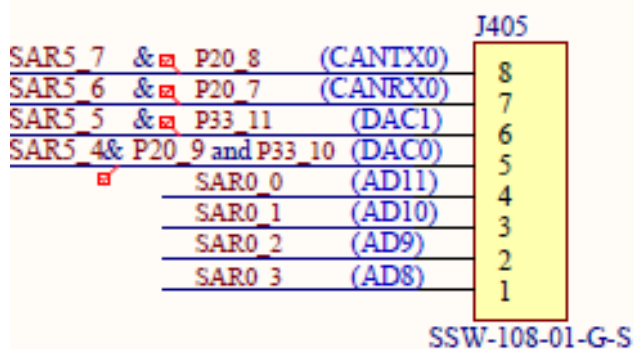 J405
SAR5_7 & P20_8 (CANTX0) 8
SAR5_6 & P20_7 (CANRX0) 7
SAR5_5 & P33_11 (DAC1) 6
SAR5_4& P20_9 and P33_10 (DAC0) 5
SAR0_0 (AD11) 4
SAR0_1 (AD10) 3
SAR0_2 (AD9) 2
SAR0_3 (AD8) 1
SSW-108-01-G-S